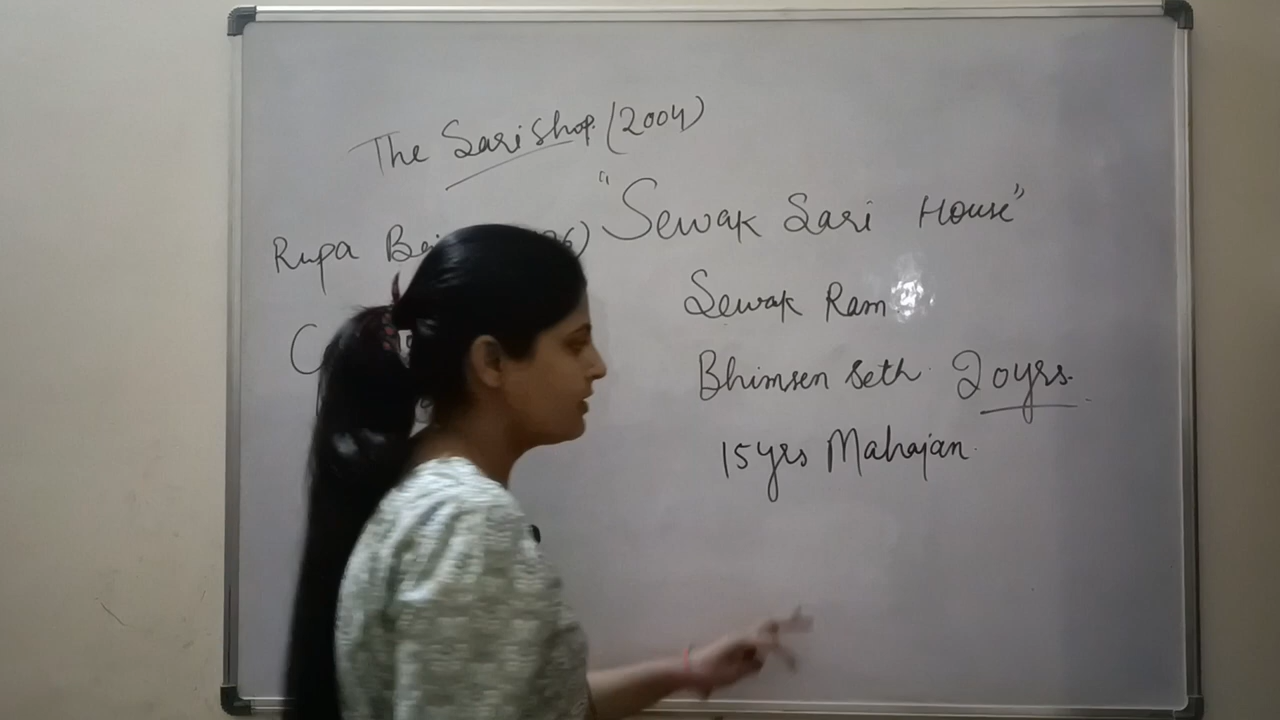 The Sari Shop (2004)
"Sewak Sari House"
Rupa
Sewak Ram
Bhimsen Seth 20yrs.
15yrs Mahajan